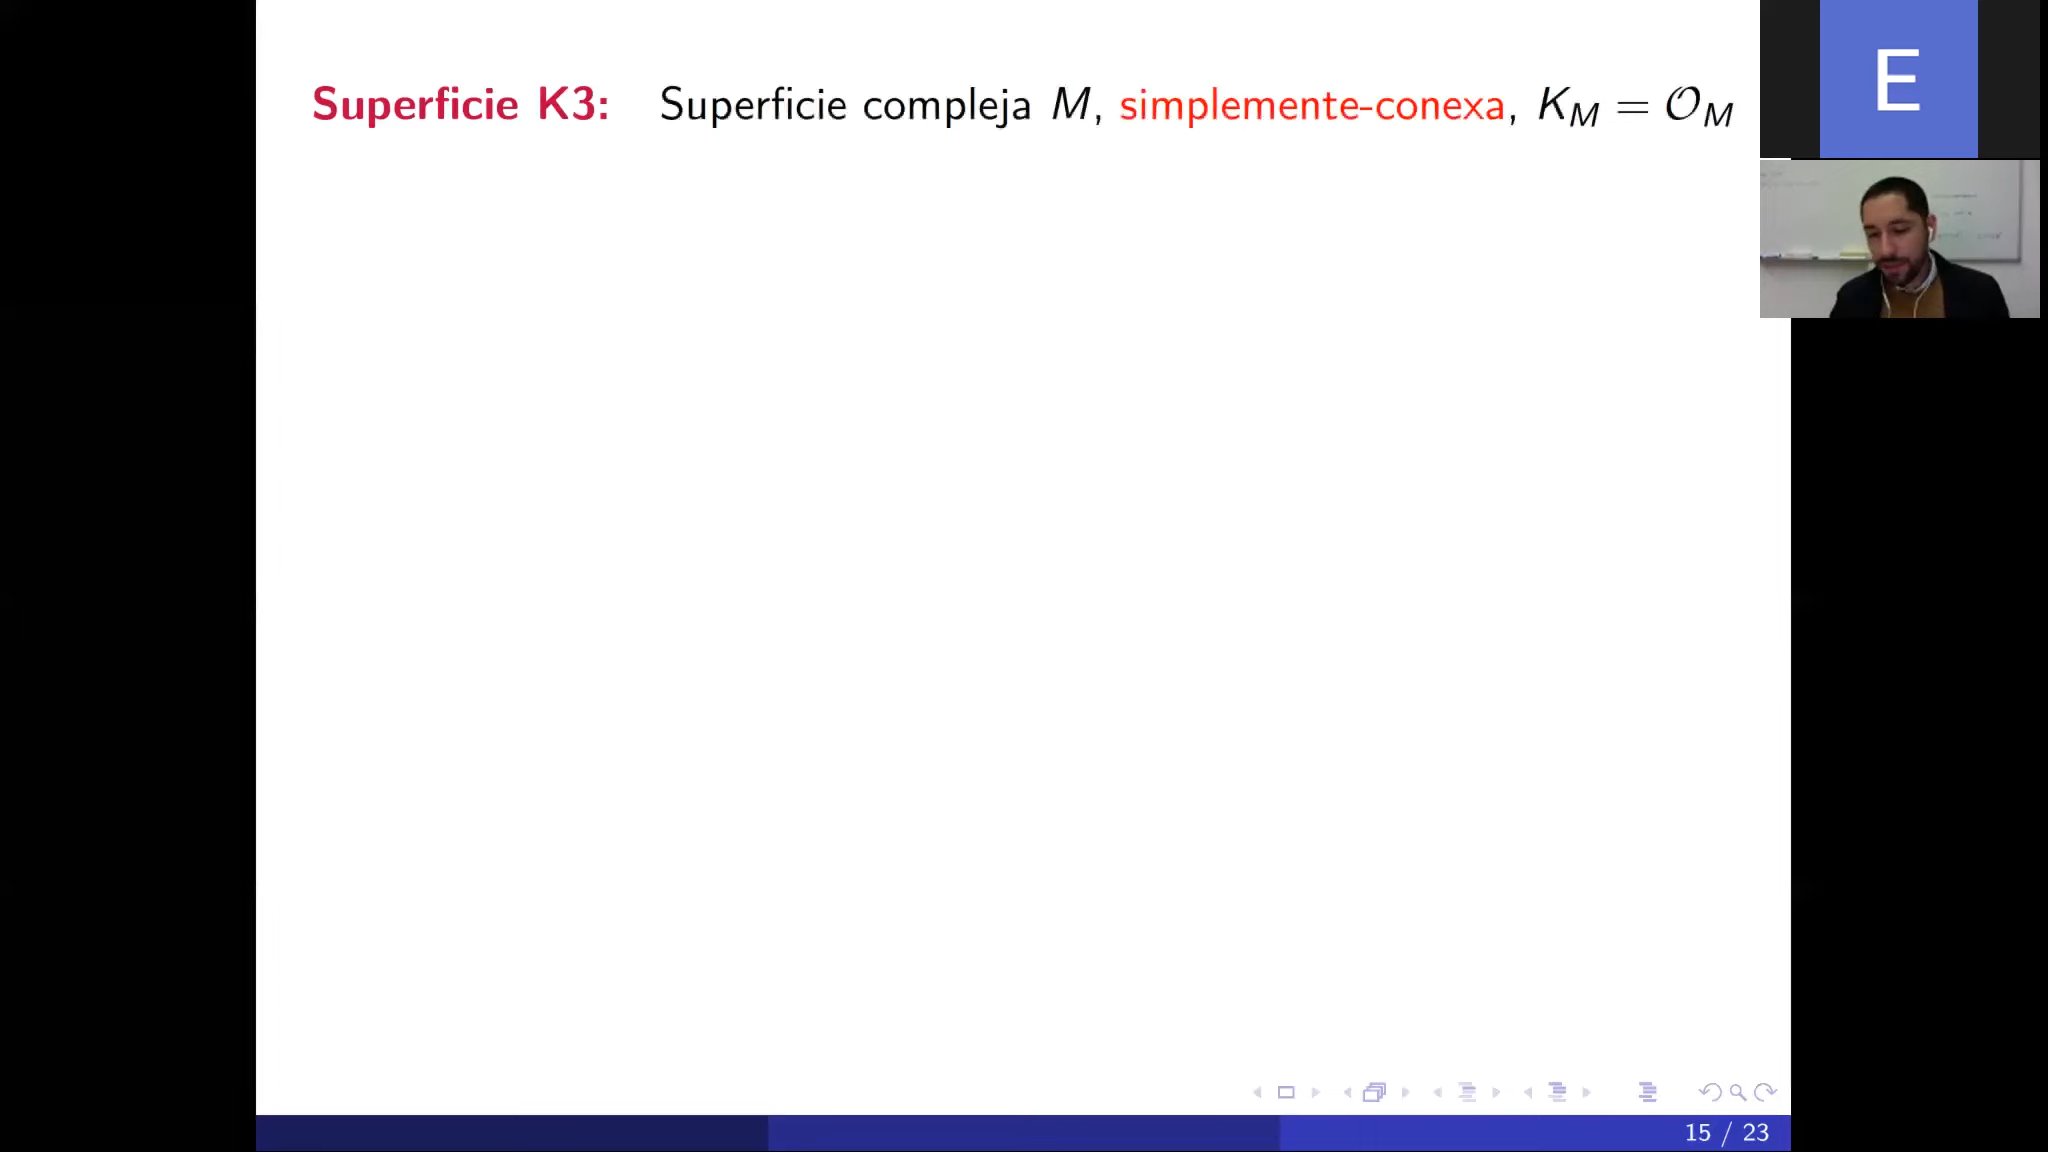 Superficie K3: Superficie compleja M, simplemente-conexa, K_M = 𝒪_M
E
15 / 23